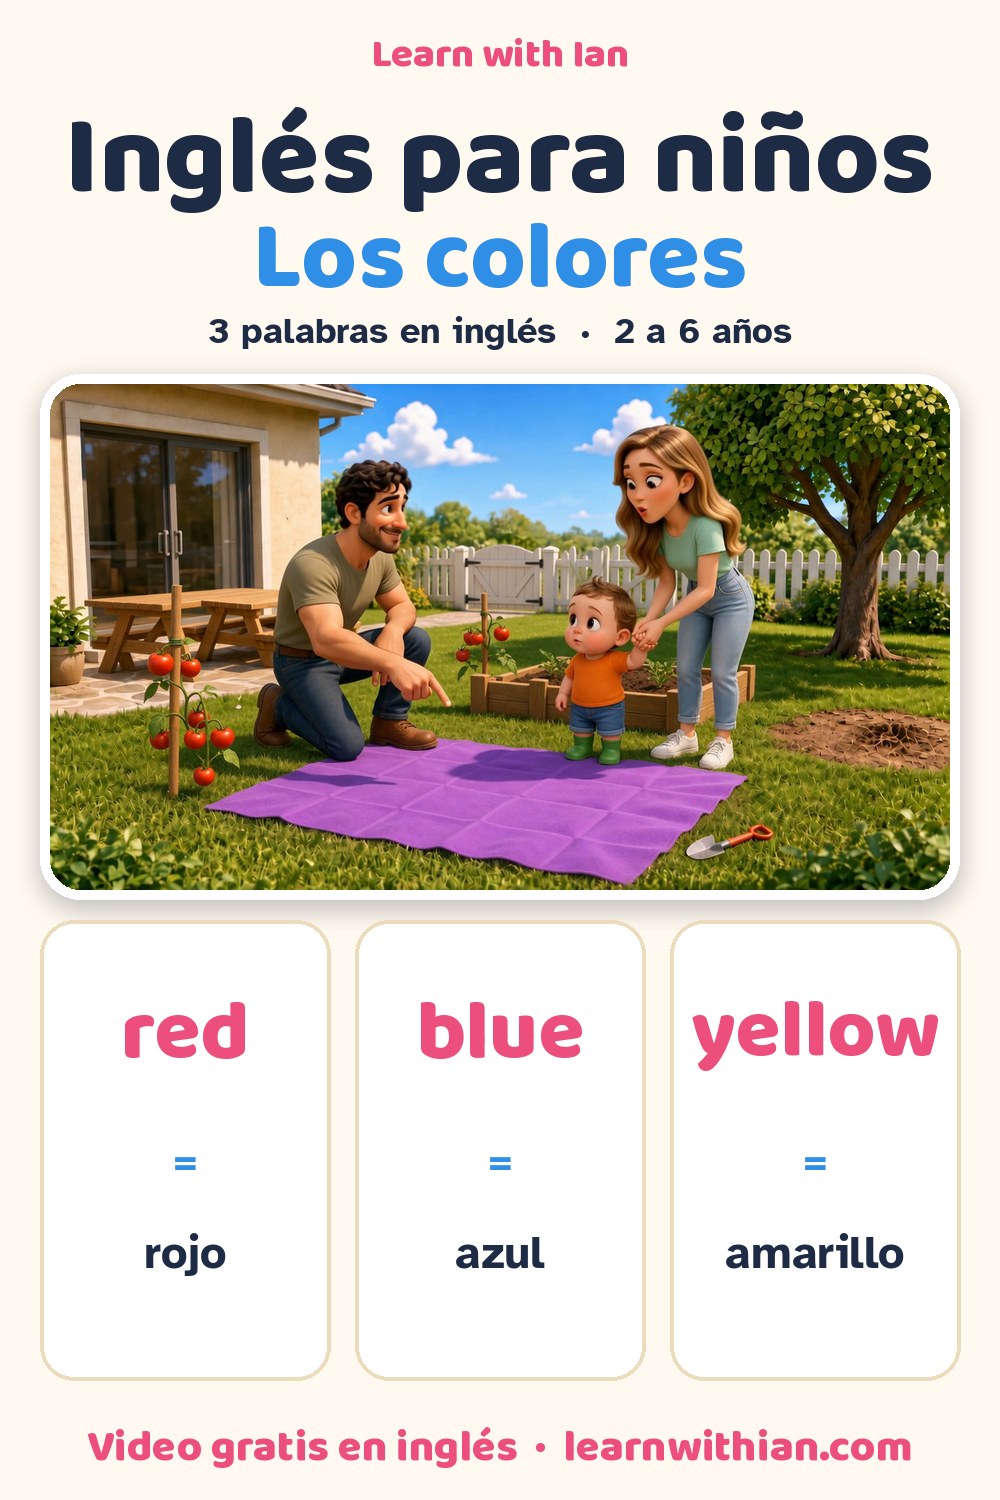 Learn with Ian
Inglés para niños
Los colores
3 palabras en inglés · 2 a 6 años
red
=
rojo
blue
=
azul
yellow
=
amarillo
Video gratis en inglés · learnwithian.com